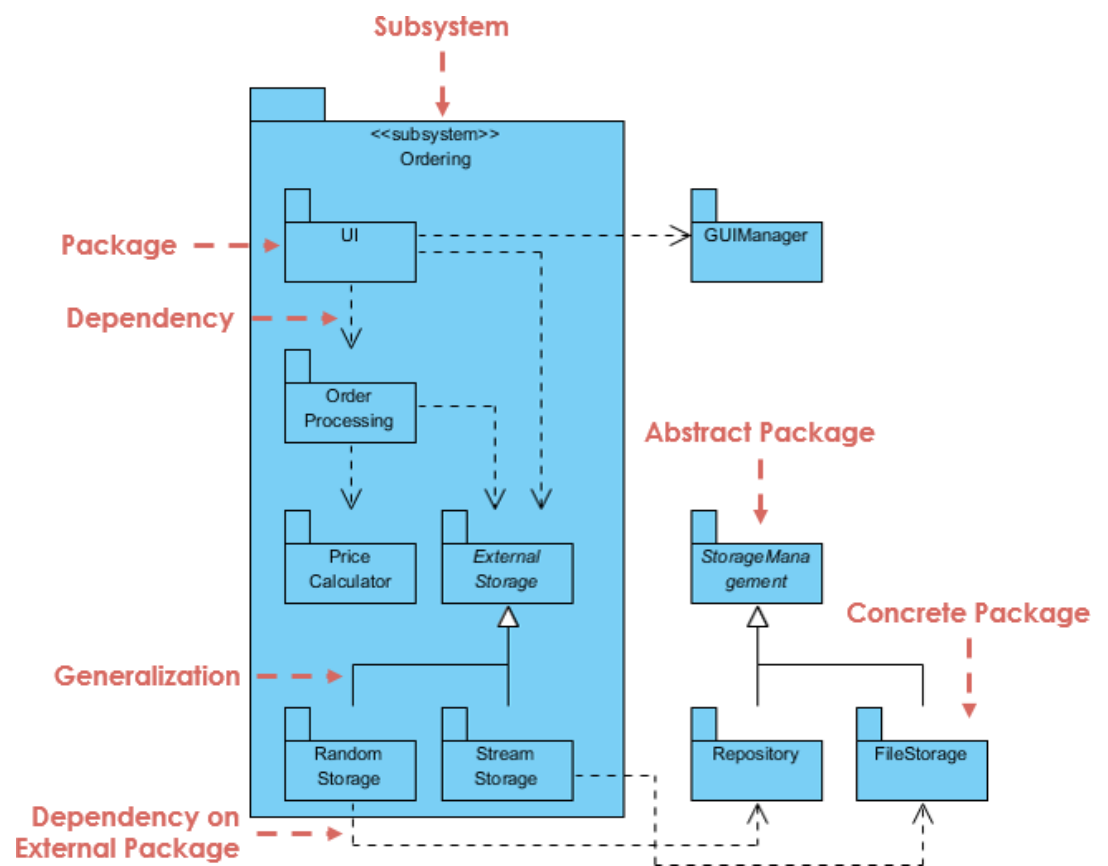 Subsystem
<<subsystem>>
Ordering
Package
UI
GUIManager
Dependency
Order
Processing
Abstract Package
Price
Calculator
External
Storage
StorageMana
gement
Concrete Package
Generalization
Random
Storage
Stream
Storage
Repository
FileStorage
Dependency on
External Package